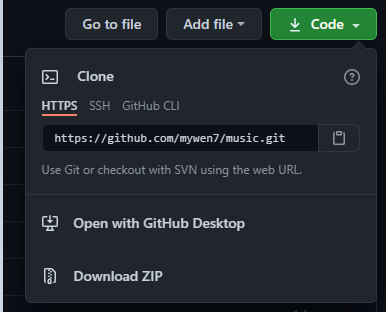 Go to file Add file Code
Clone
HTTPS SSH GitHub CLI
https://github.com/mywen7/music.git
Use Git or checkout with SVN using the web URL.
Open with GitHub Desktop
Download ZIP